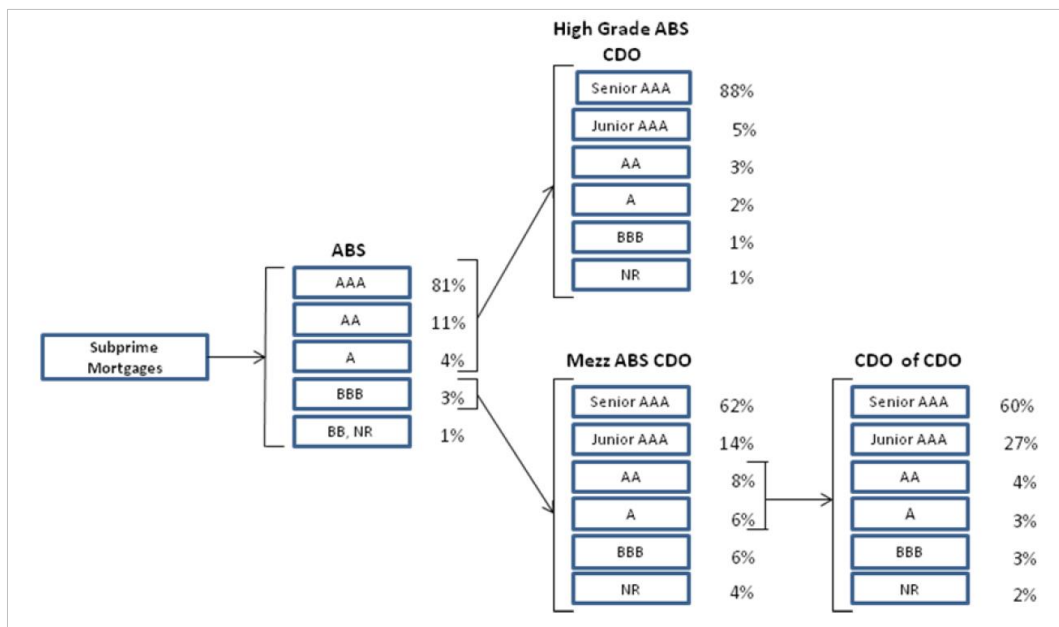 High Grade ABS
CDO
Senior AAA 88%
Junior AAA 5%
AA 3%
A 2%
BBB 1%
NR 1%
ABS
AAA 81%
AA 11%
A 4%
BBB 3%
BB, NR 1%
Subprime
Mortgages
Mezz ABS CDO
Senior AAA 62%
Junior AAA 14%
AA 8%
A 6%
BBB 6%
NR 4%
CDO of CDO
Senior AAA 60%
Junior AAA 27%
AA 4%
A 3%
BBB 3%
NR 2%